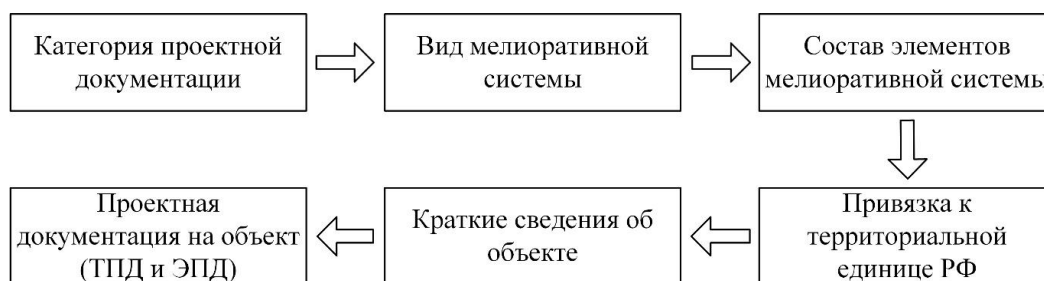 Категория проектной
документации
Вид мелиоративной
системы
Состав элементов
мелиоративной системы
Привязка к
территориальной
единице РФ
Краткие сведения об
объекте
Проектная
документация на объект
(ТПД и ЭПД)